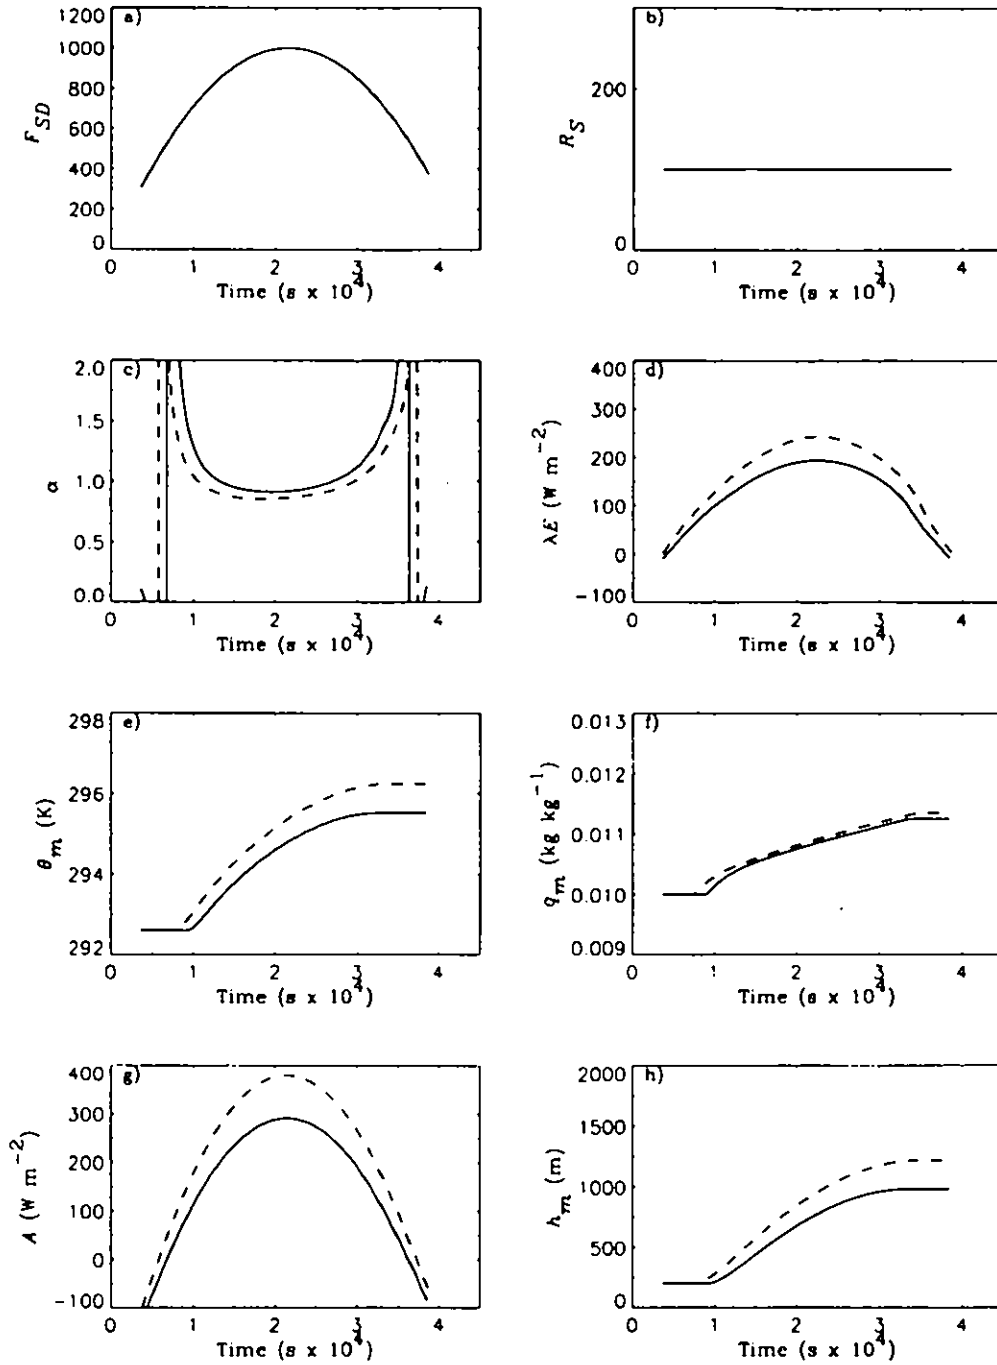 a)
1200
1000
800
600
400
200
0
F_SD
0 1 2 3 4
Time (s x 10^4)
b)
200
0
R_S
0 1 2 3 4
Time (s x 10^4)
c)
2.0
1.5
1.0
0.5
0.0
α
0 1 2 3 4
Time (s x 10^4)
d)
400
300
200
100
0
-100
λE (W m^-2)
0 1 2 3 4
Time (s x 10^4)
e)
298
296
294
292
θ_m (K)
0 1 2 3 4
Time (s x 10^4)
f)
0.013
0.012
0.011
0.010
0.009
q_m (kg kg^-1)
0 1 2 3 4
Time (s x 10^4)
g)
400
300
200
100
0
-100
A (W m^-2)
0 1 2 3 4
Time (s x 10^4)
h)
2000
1500
1000
500
0
h_m (m)
0 1 2 3 4
Time (s x 10^4)